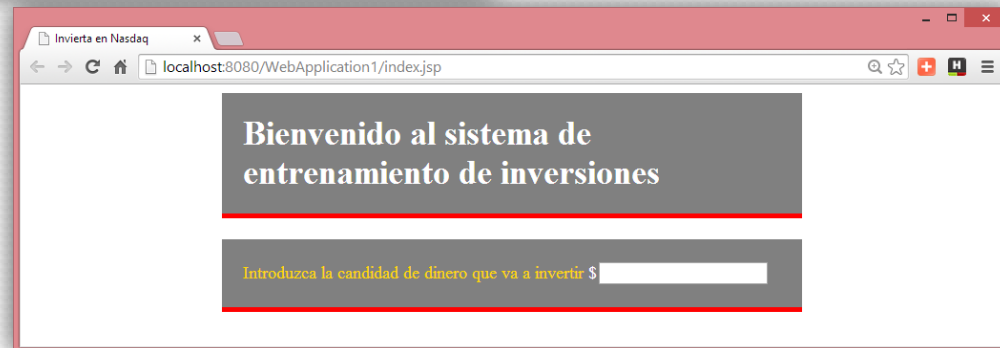 Invierta en Nasdaq
localhost:8080/WebApplication1/index.jsp
H
Bienvenido al sistema de
entrenamiento de inversiones
Introduzca la candidad de dinero que va a invertir $